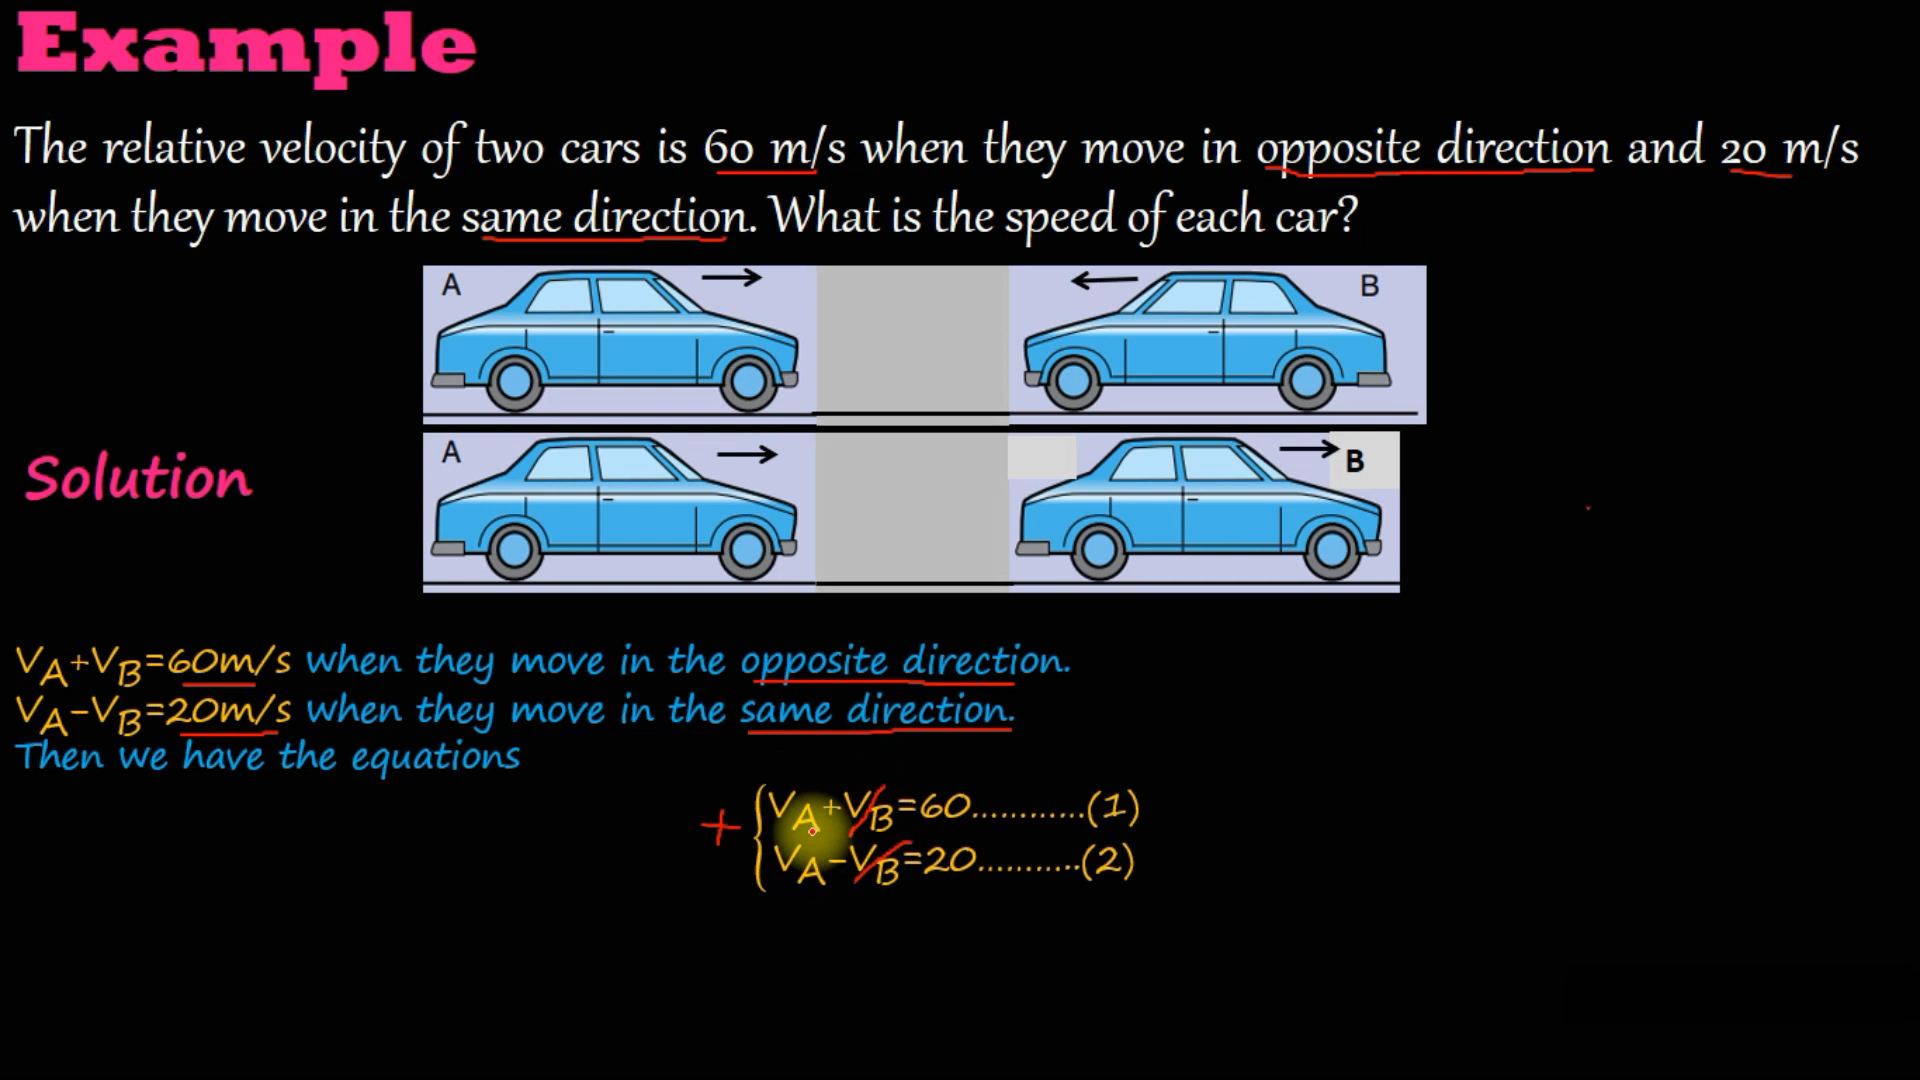 Example
The relative velocity of two cars is 60 m/s when they move in opposite direction and 20 m/s
when they move in the same direction. What is the speed of each car?
A
B
Solution
A
B
VA+VB=60m/s when they move in the opposite direction.
VA-VB=20m/s when they move in the same direction.
Then we have the equations
+ {VA+VB=60...........(1)
VA-VB=20...........(2)